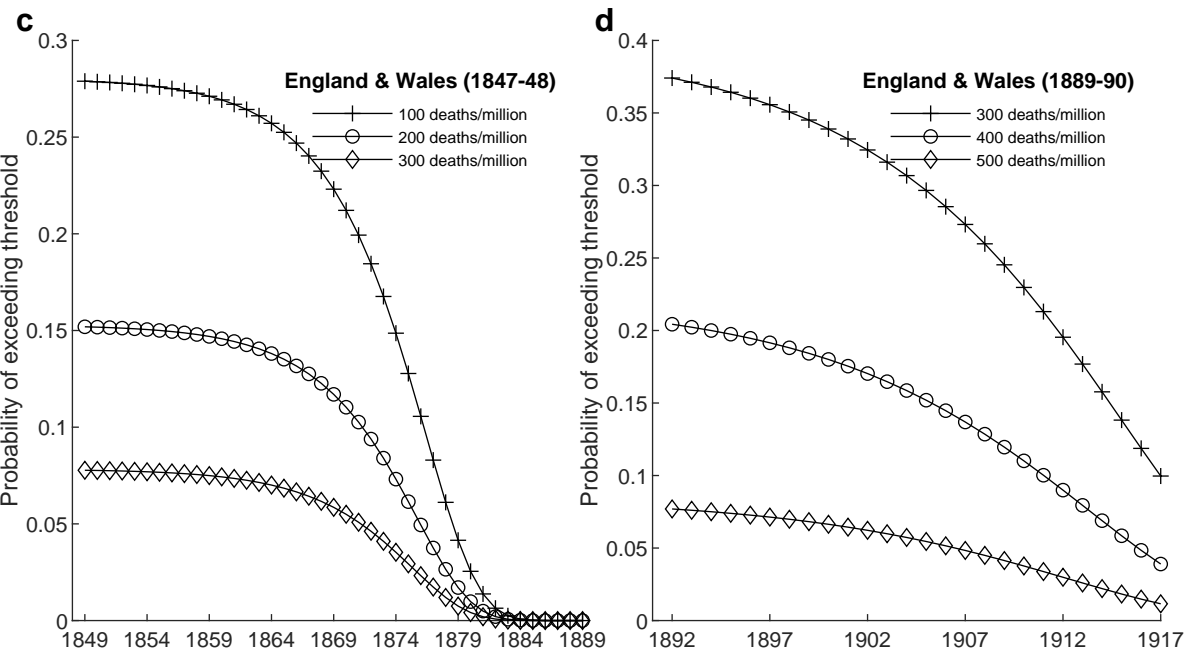 c
England & Wales (1847-48)
100 deaths/million
200 deaths/million
300 deaths/million
Probability of exceeding threshold
0.3
0.25
0.2
0.15
0.1
0.05
0
1849 1854 1859 1864 1869 1874 1879 1884 1889
d
England & Wales (1889-90)
300 deaths/million
400 deaths/million
500 deaths/million
Probability of exceeding threshold
0.4
0.35
0.3
0.25
0.2
0.15
0.1
0.05
0
1892 1897 1902 1907 1912 1917